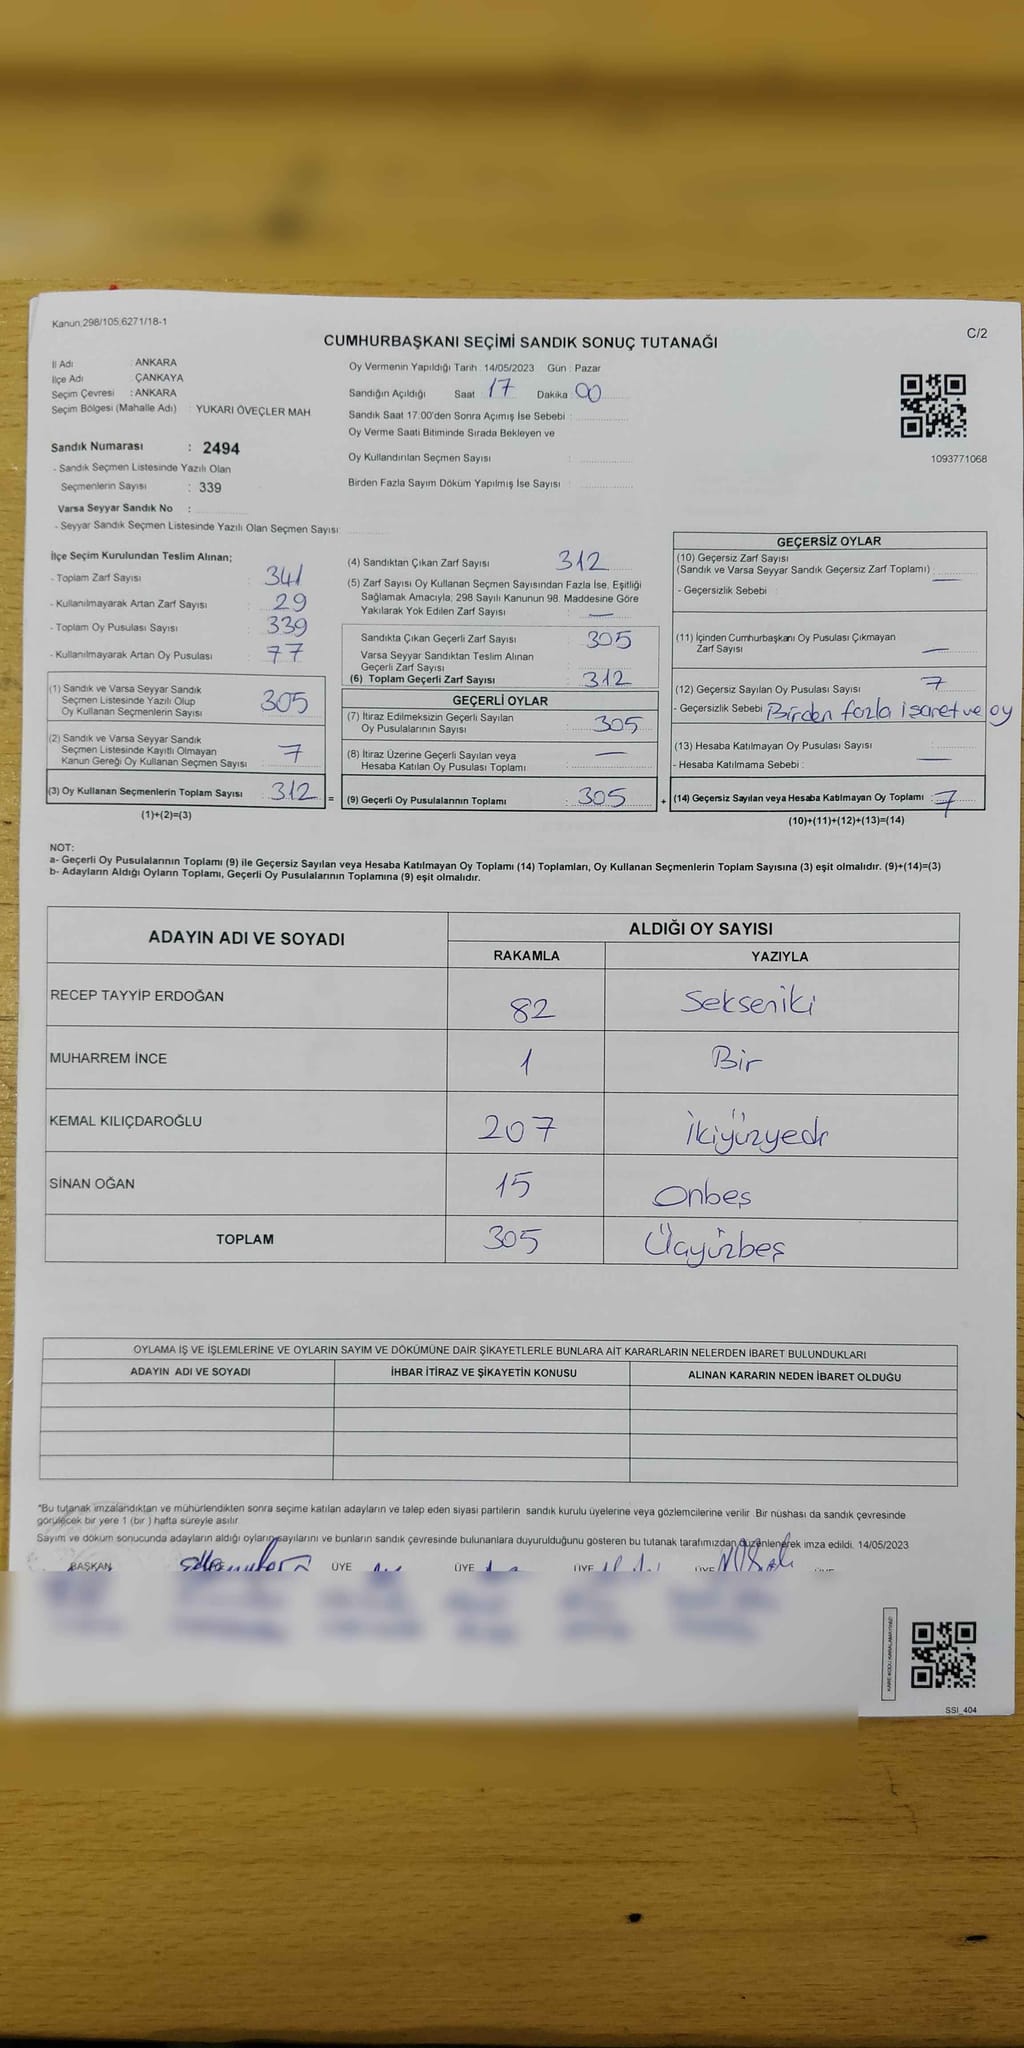 Kanun:298/105;6271/18-1
C/2
CUMHURBAŞKANI SEÇİMİ SANDIK SONUÇ TUTANAĞI
İl Adı : ANKARA
İlçe Adı : ÇANKAYA
Seçim Çevresi : ANKARA
Seçim Bölgesi (Mahalle Adı) : YUKARI ÖVEÇLER MAH
Sandık Numarası : 2494
- Sandık Seçmen Listesinde Yazılı Olan
Seçmenlerin Sayısı : 339
Varsa Seyyar Sandık No :
- Seyyar Sandık Seçmen Listesinde Yazılı Olan Seçmen Sayısı:
Oy Vermenin Yapıldığı Tarih : 14/05/2023 Gün : Pazar
Sandığın Açıldığı Saat : 17 Dakika : 00
Sandık Saat 17:00'den Sonra Açımış İse Sebebi :
Oy Verme Saati Bitiminde Sırada Bekleyen ve
Oy Kullandırılan Seçmen Sayısı :
Birden Fazla Sayım Döküm Yapılmış İse Sayısı :
1093771068
İlçe Seçim Kurulundan Teslim Alınan;
- Toplam Zarf Sayısı : 341
- Kullanılmayarak Artan Zarf Sayısı : 29
- Toplam Oy Pusulası Sayısı : 339
- Kullanılmayarak Artan Oy Pusulası : 77
(1) Sandık ve Varsa Seyyar Sandık
Seçmen Listesinde Yazılı Olup
Oy Kullanan Seçmenlerin Sayısı : 305
(2) Sandık ve Varsa Seyyar Sandık
Seçmen Listesinde Kayıtlı Olmayan
Kanun Gereği Oy Kullanan Seçmen Sayısı : 7
(3) Oy Kullanan Seçmenlerin Toplam Sayısı : 312 =
(1)+(2)=(3)
(4) Sandıktan Çıkan Zarf Sayısı : 312
(5) Zarf Sayısı Oy Kullanan Seçmen Sayısından Fazla İse, Eşitliği
Sağlamak Amacıyla; 298 Sayılı Kanunun 98. Maddesine Göre
Yakılarak Yok Edilen Zarf Sayısı : —
Sandıkta Çıkan Geçerli Zarf Sayısı : 305
Varsa Seyyar Sandıktan Teslim Alınan
Geçerli Zarf Sayısı :
(6) Toplam Geçerli Zarf Sayısı : 312
GEÇERLİ OYLAR
(7) İtiraz Edilmeksizin Geçerli Sayılan
Oy Pusulalarının Sayısı : 305
(8) İtiraz Üzerine Geçerli Sayılan veya
Hesaba Katılan Oy Pusulası Toplamı : —
(9) Geçerli Oy Pusulalarının Toplamı : 305 +
GEÇERSİZ OYLAR
(10) Geçersiz Zarf Sayısı
(Sandık ve Varsa Seyyar Sandık Geçersiz Zarf Toplamı) : —
- Geçersizlik Sebebi :
(11) İçinden Cumhurbaşkanı Oy Pusulası Çıkmayan
Zarf Sayısı : —
(12) Geçersiz Sayılan Oy Pusulası Sayısı : 7
- Geçersizlik Sebebi : Birden fazla işaret ve oy
(13) Hesaba Katılmayan Oy Pusulası Sayısı : —
- Hesaba Katılmama Sebebi :
(14) Geçersiz Sayılan veya Hesaba Katılmayan Oy Toplamı : 7
(10)+(11)+(12)+(13)=(14)
NOT:
a- Geçerli Oy Pusulalarının Toplamı (9) ile Geçersiz Sayılan veya Hesaba Katılmayan Oy Toplamı (14) Toplamları, Oy Kullanan Seçmenlerin Toplam Sayısına (3) eşit olmalıdır. (9)+(14)=(3)
b- Adayların Aldığı Oyların Toplamı, Geçerli Oy Pusulalarının Toplamına (9) eşit olmalıdır.
ADAYIN ADI VE SOYADI ALDIĞI OY SAYISI
RAKAMLA YAZIYLA
RECEP TAYYİP ERDOĞAN 82 Sekseniki
MUHARREM İNCE 1 Bir
KEMAL KILIÇDAROĞLU 207 İkiyüzyedi
SİNAN OĞAN 15 Onbeş
TOPLAM 305 Üçyüzbeş
OYLAMA İŞ VE İŞLEMLERİNE VE OYLARIN SAYIM VE DÖKÜMÜNE DAİR ŞİKAYETLERLE BUNLARA AİT KARARLARIN NELERDEN İBARET BULUNDUKLARI
ADAYIN ADI VE SOYADI İHBAR İTİRAZ VE ŞİKAYETİN KONUSU ALINAN KARARIN NEDEN İBARET OLDUĞU
*Bu tutanak imzalandıktan ve mühürlendikten sonra seçime katılan adayların ve talep eden siyasi partilerin sandık kurulu üyelerine veya gözlemcilerine verilir. Bir nüshası da sandık çevresinde
görülecek bir yere 1 (bir ) hafta süreyle asılır.
Sayım ve döküm sonucunda adayların aldığı oyların sayılarını ve bunların sandık çevresinde bulunanlara duyurulduğunu gösteren bu tutanak tarafımızdan düzenlenerek imza edildi. 14/05/2023
BAŞKAN ÜYE ÜYE ÜYE ÜYE
SSI_404